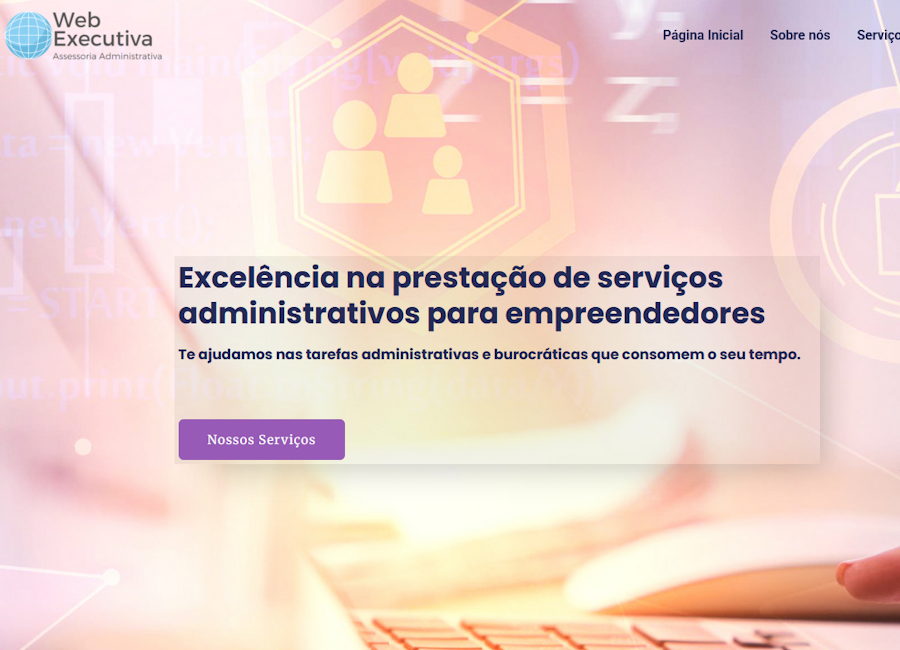 Web
Executiva
Assessoria Administrativa
Página Inicial Sobre nós Serviço
Excelência na prestação de serviços
administrativos para empreendedores
Te ajudamos nas tarefas administrativas e burocráticas que consomem o seu tempo.
Nossos Serviços